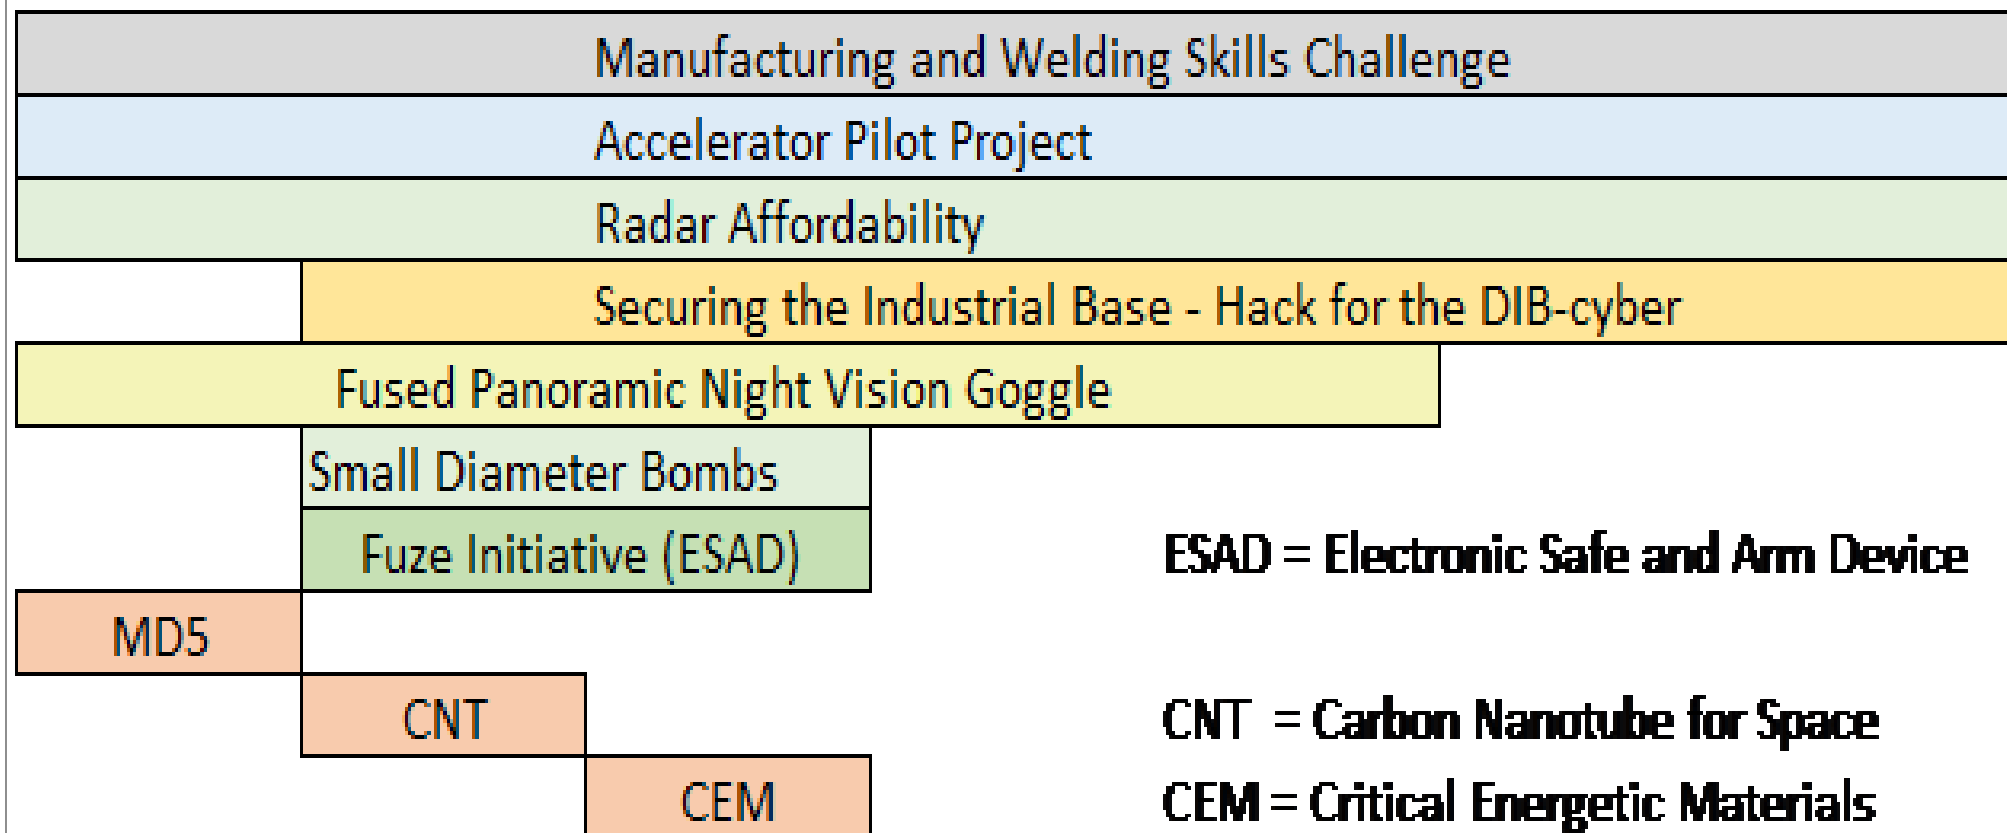 Manufacturing and Welding Skills Challenge
Accelerator Pilot Project
Radar Affordability
Securing the Industrial Base - Hack for the DIB-cyber
Fused Panoramic Night Vision Goggle
Small Diameter Bombs
Fuze Initiative (ESAD)
ESAD = Electronic Safe and Arm Device
MD5
CNT
CNT = Carbon Nanotube for Space
CEM
CEM = Critical Energetic Materials